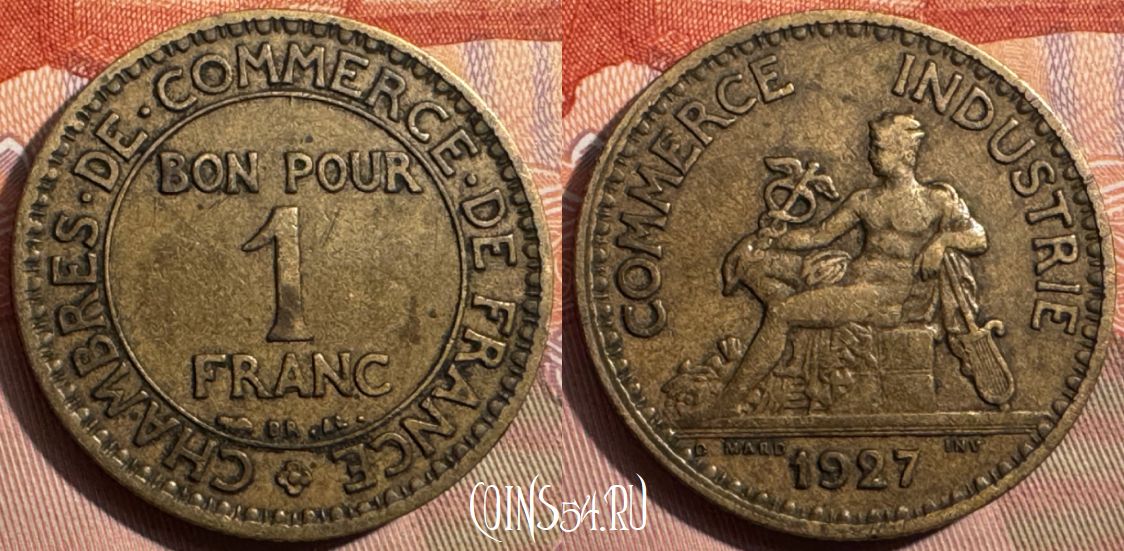 CHAMBRES · DE · COMMERCE · DE FRANCE
BON POUR
1
FRANC
COMMERCE INDUSTRIE
D. MARD INV
1927
COINS54.RU